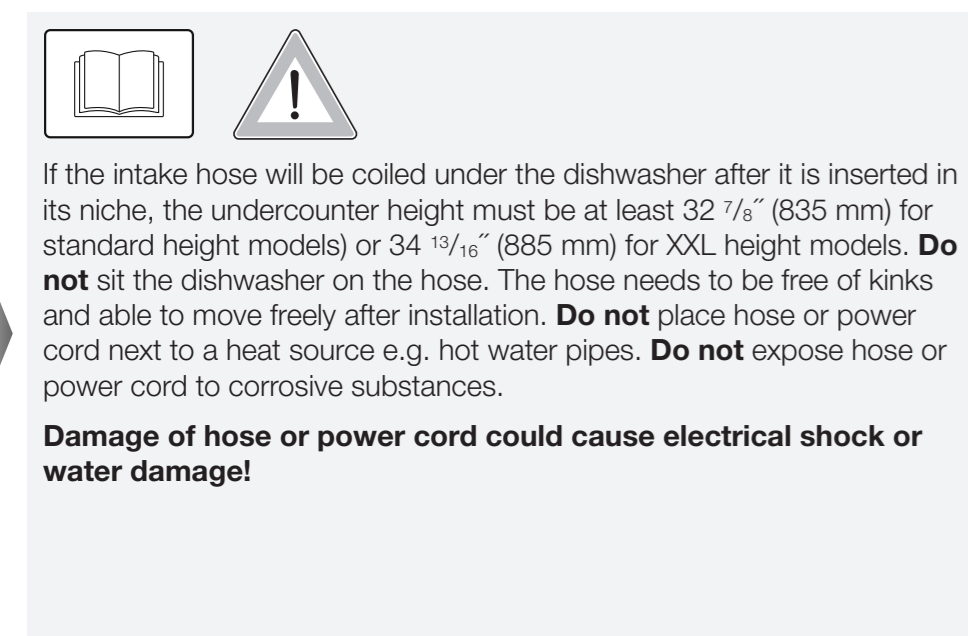 If the intake hose will be coiled under the dishwasher after it is inserted in
its niche, the undercounter height must be at least 32 7/8˝ (835 mm) for
standard height models) or 34 13/16˝ (885 mm) for XXL height models. Do
not sit the dishwasher on the hose. The hose needs to be free of kinks
and able to move freely after installation. Do not place hose or power
cord next to a heat source e.g. hot water pipes. Do not expose hose or
power cord to corrosive substances.
Damage of hose or power cord could cause electrical shock or
water damage!